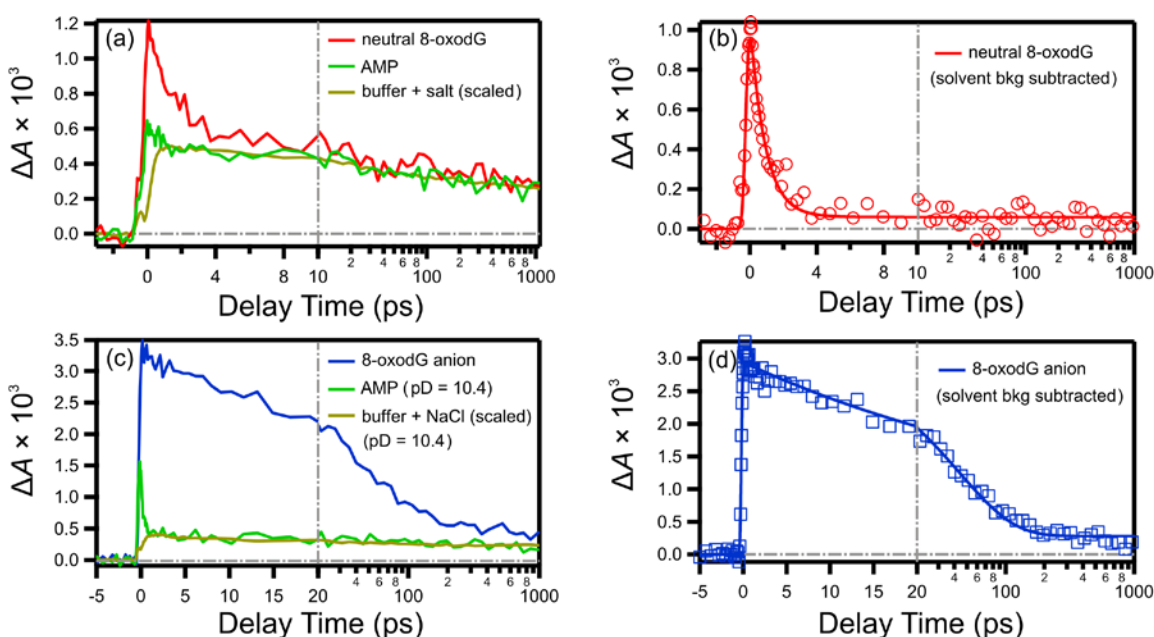 (a)
neutral 8-oxodG
AMP
buffer + salt (scaled)
ΔA × 10³
1.2
1.0
0.8
0.6
0.4
0.2
0.0
0 4 8 10 2 4 6 8 100 2 4 6 8 1000
Delay Time (ps)
(b)
neutral 8-oxodG
(solvent bkg subtracted)
ΔA × 10³
1.0
0.8
0.6
0.4
0.2
0.0
0 4 8 10 2 4 6 8 100 2 4 6 8 1000
Delay Time (ps)
(c)
8-oxodG anion
AMP (pD = 10.4)
buffer + NaCl (scaled)
(pD = 10.4)
ΔA × 10³
3.5
3.0
2.5
2.0
1.5
1.0
0.5
0.0
-5 0 5 10 15 20 4 6 8 100 2 4 6 8 1000
Delay Time (ps)
(d)
8-oxodG anion
(solvent bkg subtracted)
ΔA × 10³
3.0
2.5
2.0
1.5
1.0
0.5
0.0
-5 0 5 10 15 20 4 6 8 100 2 4 6 8 1000
Delay Time (ps)